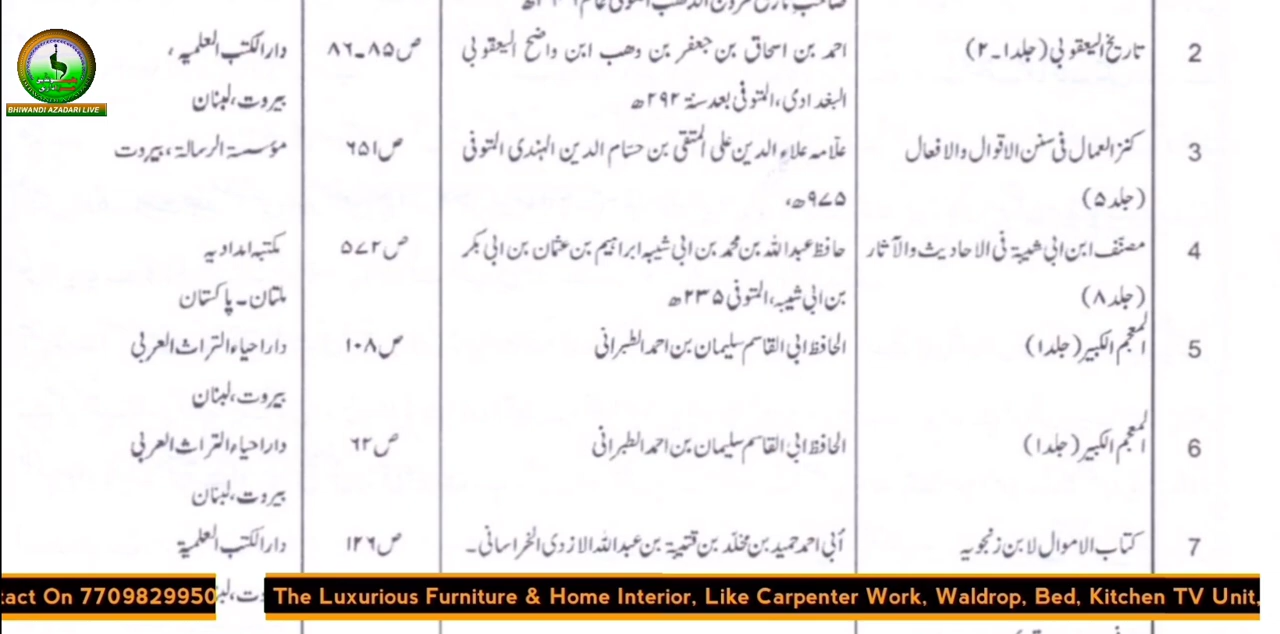 2 تاریخ الیعقوبی (جلد ۱۔۲) احمد بن اسحاق بن جعفر بن وھب ابن واضح الیعقوبی ص ۸۵۔۸۶ دار الکتب العلمیہ،
البغدادی، المتوفی بعد سنۃ ۲۹۲ھ بیروت، لبنان
3 کنز العمال فی سنن الاقوال والافعال علّامہ علاء الدین علی المتقی بن حسّام الدین الہندی المتوفی ص ۶۵۱ مؤسسۃ الرسالۃ، بیروت
(جلد ۵) ۹۷۵ھ،
4 مصنّف ابن ابی شیبۃ فی الاحادیث والآثار حافظ عبداللہ بن محمد بن ابی شیبہ ابراہیم بن عثمان بن ابی بکر ص ۵۷۲ مکتبہ امدادیہ
(جلد ۸) بن ابی شیبہ، المتوفی ۲۳۵ھ ملتان۔ پاکستان
5 المعجم الکبیر (جلد ۱) الحافظ ابی القاسم سلیمان بن احمد الطبرانی ص ۱۰۸ دار احیاء التراث العربی
بیروت، لبنان
6 المعجم الکبیر (جلد ۱) الحافظ ابی القاسم سلیمان بن احمد الطبرانی ص ۶۲ دار احیاء التراث العربی
بیروت، لبنان
7 کتاب الاموال لابن زنجویہ أبی احمد حمید بن مخلّد بن قتیبۃ بن عبداللہ الازدی الخراسانی۔ ص ۱۲۶ دار الکتب العلمیۃ
BHIWANDI AZADARI LIVE
tact On 7709829950
The Luxurious Furniture & Home Interior, Like Carpenter Work, Waldrop, Bed, Kitchen TV Unit,